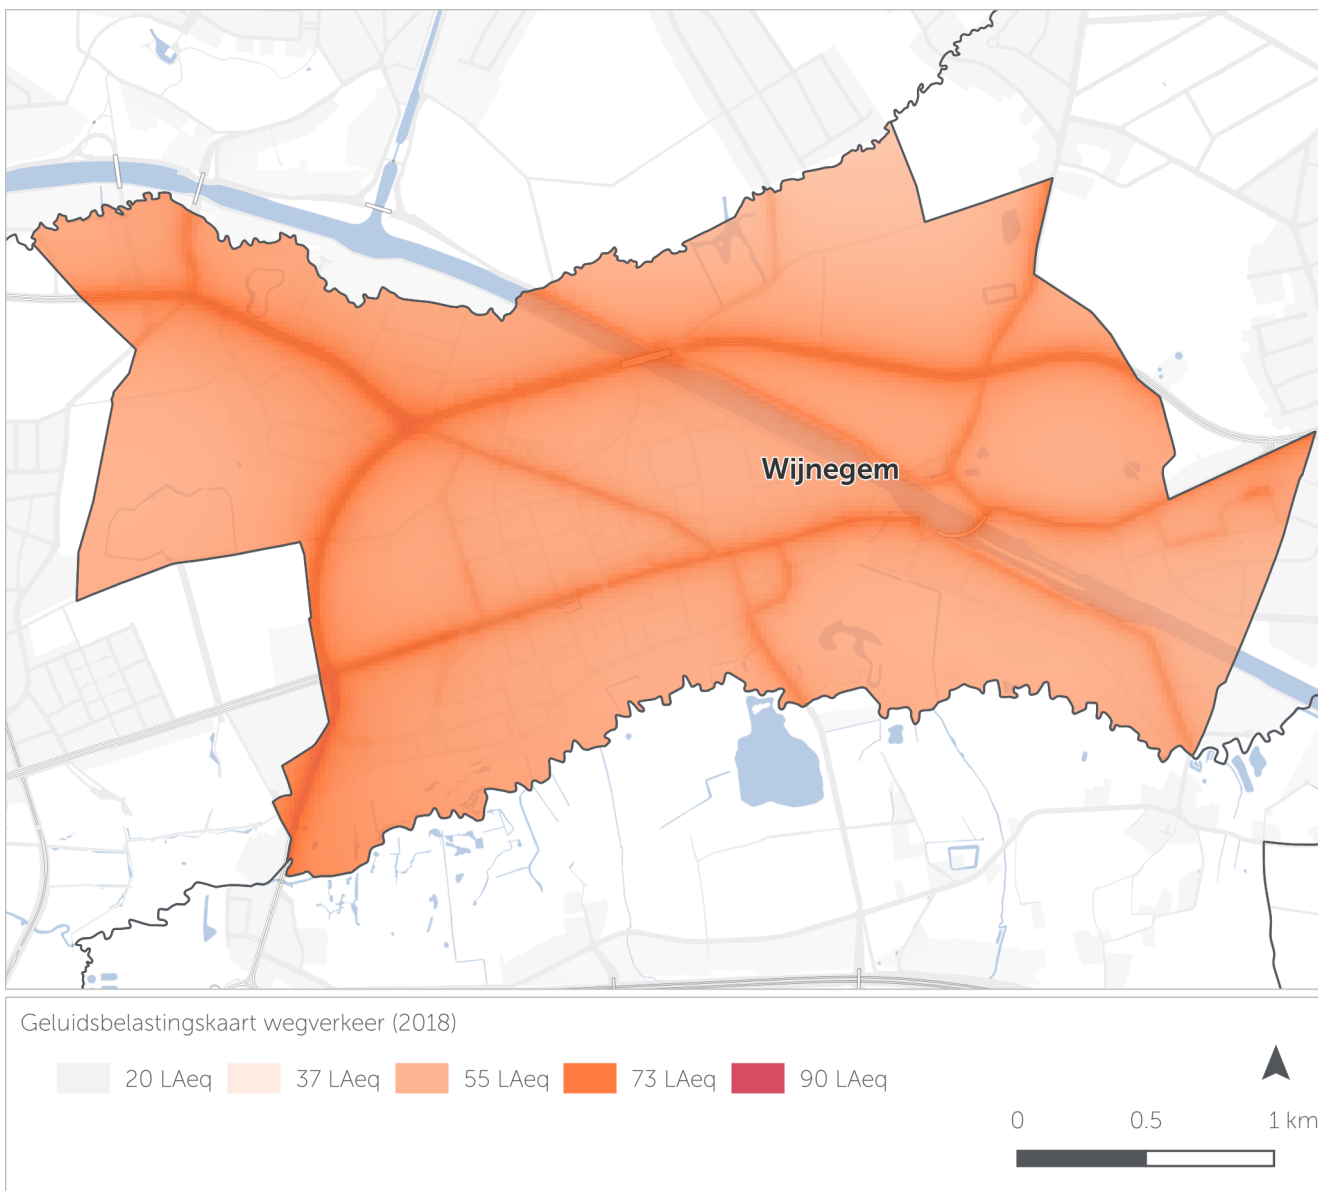 Wijnegem
Geluidsbelastingskaart wegverkeer (2018)
20 LAeq 37 LAeq 55 LAeq 73 LAeq 90 LAeq
0 0.5 1 km